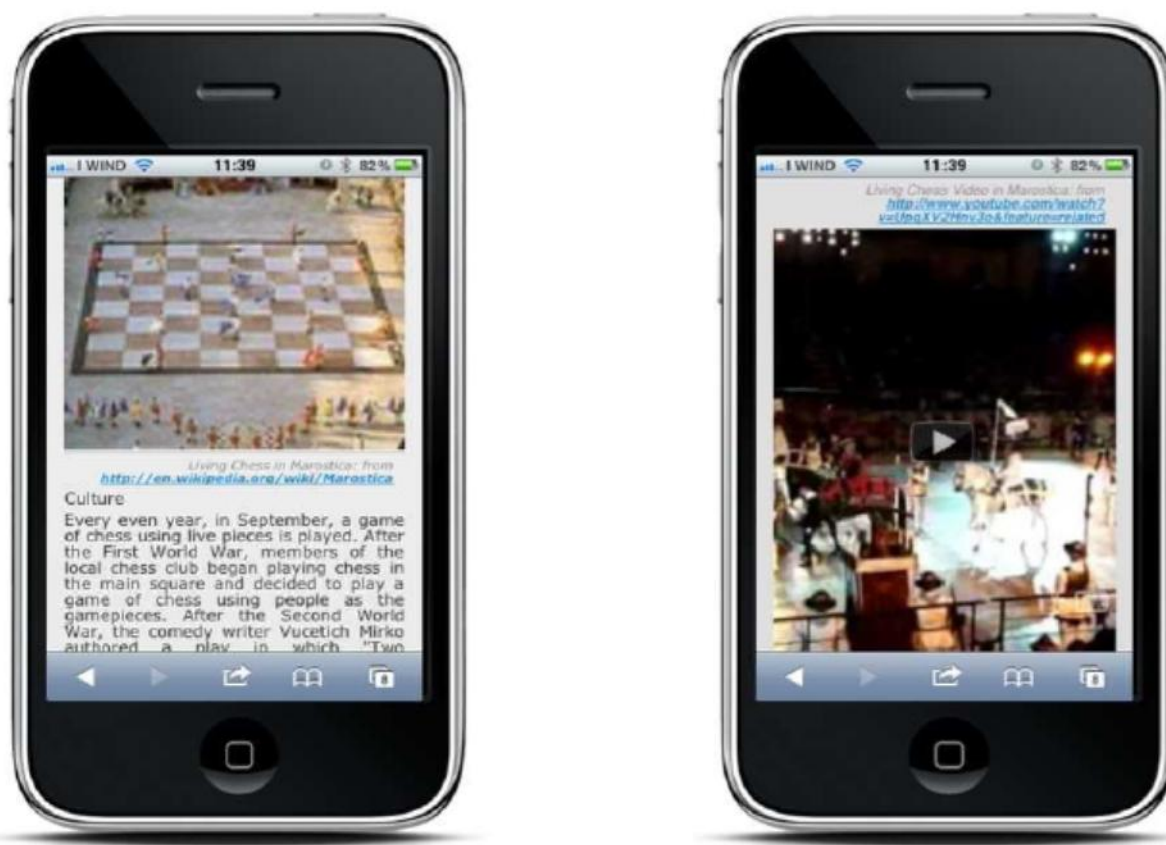 I WIND 11:39 82%
Living Chess in Marostica: from
http://en.wikipedia.org/wiki/Marostica
Culture
Every even year, in September, a game
of chess using live pieces is played. After
the First World War, members of the
local chess club began playing chess in
the main square and decided to play a
game of chess using people as the
gamepieces. After the Second World
War, the comedy writer Vucetich Mirko
authored a play in which "Two
8
I WIND 11:39 82%
Living Chess Video in Marostica: from
http://www.youtube.com/watch?
8